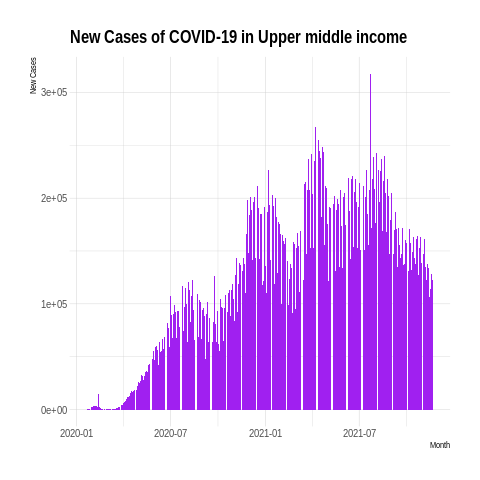 New Cases of COVID-19 in Upper middle income
New Cases
3e+05
2e+05
1e+05
0e+00
2020-01 2020-07 2021-01 2021-07
Month